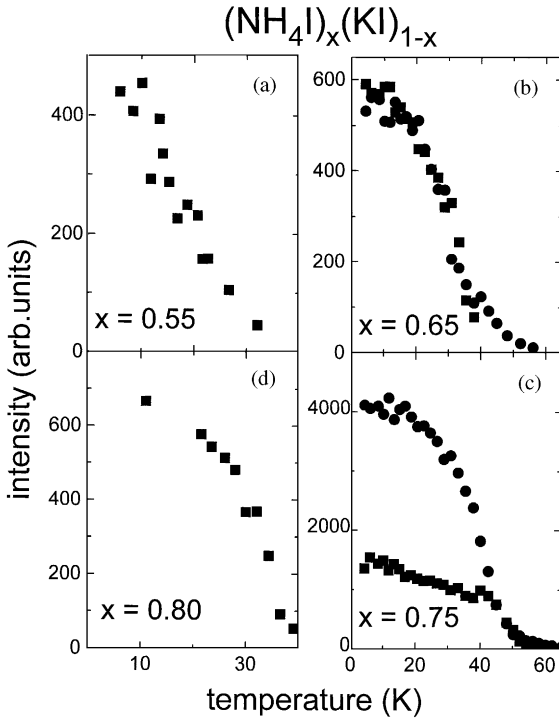 (NH₄I)ₓ(KI)₁₋ₓ
(a)
400
200
0
x = 0.55
(b)
600
400
200
0
x = 0.65
(d)
600
400
200
0
10
30
x = 0.80
(c)
4000
2000
0
0
20
40
60
x = 0.75
intensity (arb.units)
temperature (K)